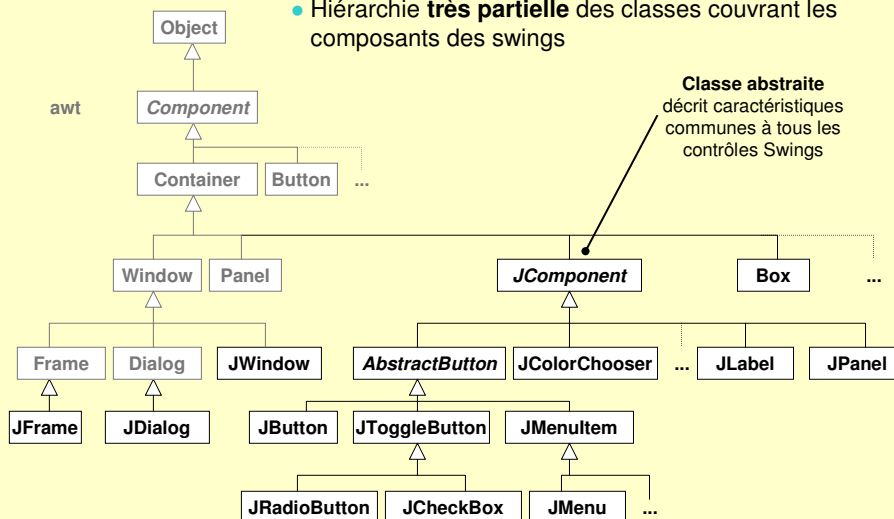 • Hiérarchie très partielle des classes couvrant les
composants des swings
Object
Classe abstraite
décrit caractéristiques
communes à tous les
contrôles Swings
awt
Component
Container
Button
...
Window
Panel
JComponent
Box
...
Frame
Dialog
JWindow
AbstractButton
JColorChooser
...
JLabel
JPanel
JFrame
JDialog
JButton
JToggleButton
JMenuItem
JRadioButton
JCheckBox
JMenu
...